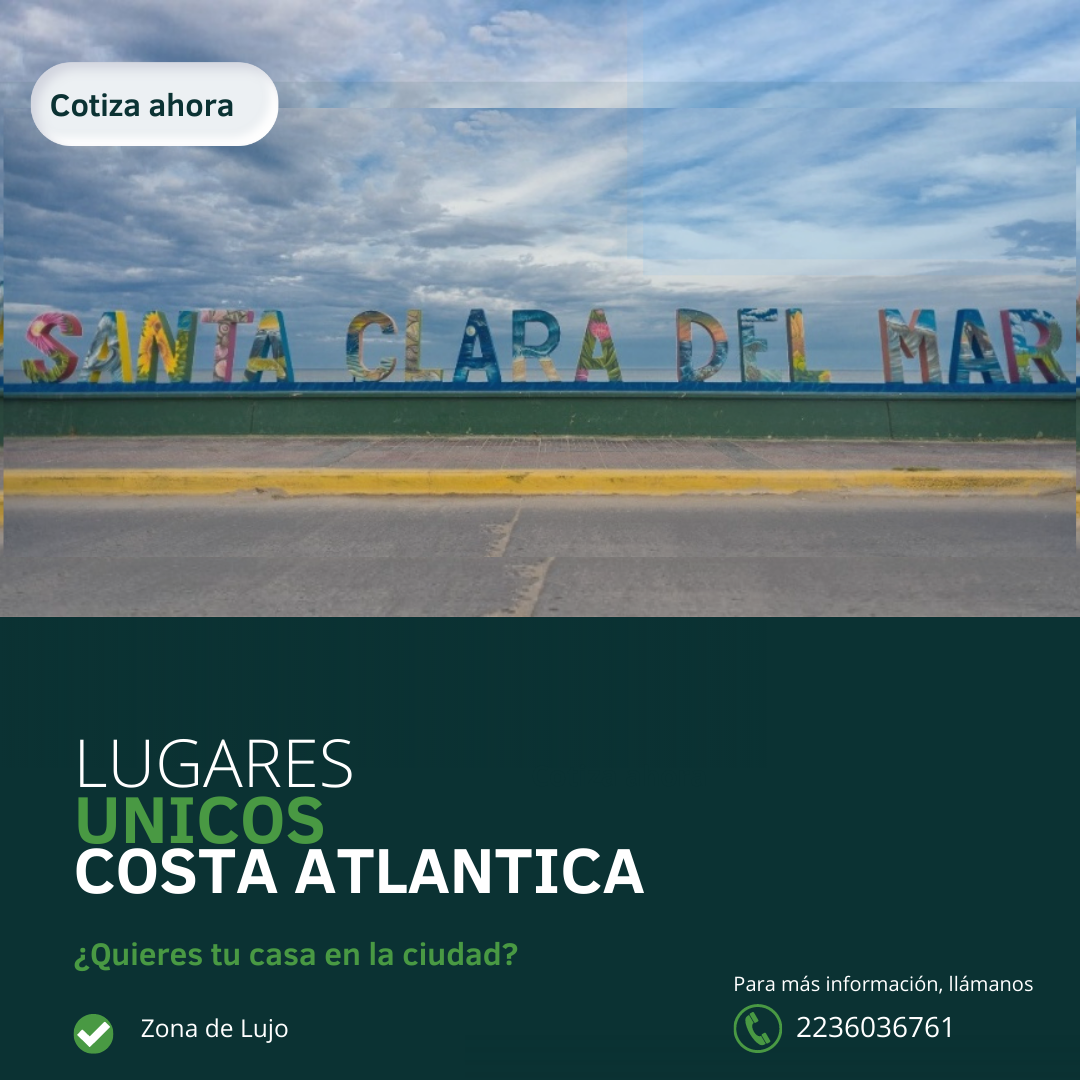 Cotiza ahora
SANTA CLARA DEL MAR
LUGARES
UNICOS
COSTA ATLANTICA
¿Quieres tu casa en la ciudad?
Zona de Lujo
Para más información, llámanos
2236036761